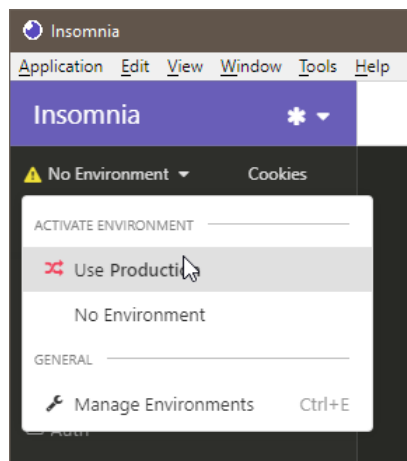 Insomnia
Application Edit View Window Tools Help
Insomnia
No Environment Cookies
ACTIVATE ENVIRONMENT
Use Production
No Environment
GENERAL
Manage Environments Ctrl+E
Auth